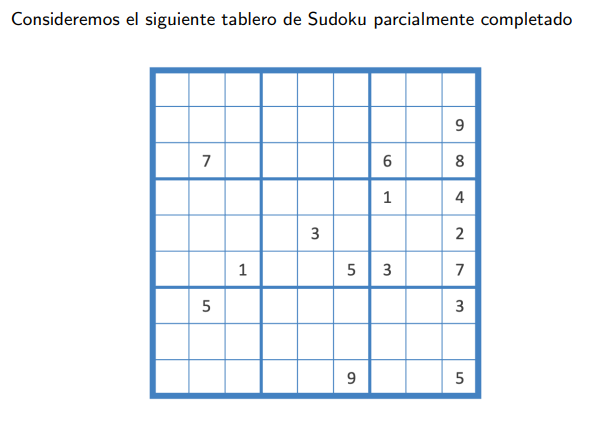 Consideremos el siguiente tablero de Sudoku parcialmente completado
9
7 6 8
1 4
3 2
1 5 3 7
5 3
9 5